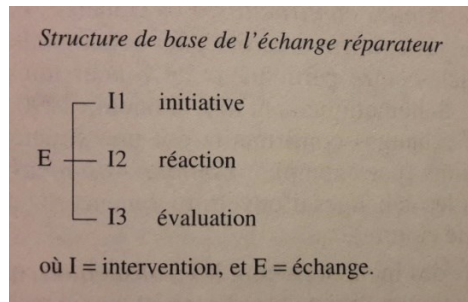 Structure de base de l'échange réparateur
I1 initiative
E I2 réaction
I3 évaluation
où I = intervention, et E = échange.